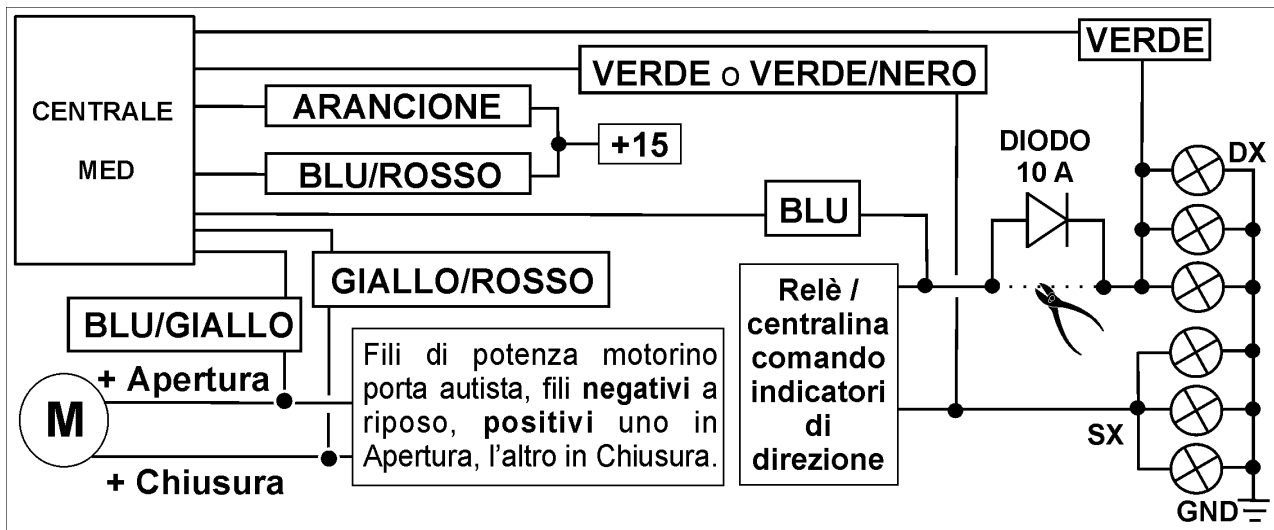 VERDE
VERDE o VERDE/NERO
CENTRALE
MED
ARANCIONE
+15
BLU/ROSSO
DIODO
10 A
DX
BLU
GIALLO/ROSSO
BLU/GIALLO
Relè /
centralina
comando
indicatori
di
direzione
Fili di potenza motorino
porta autista, fili negativi a
riposo, positivi uno in
Apertura, l'altro in Chiusura.
+ Apertura
M
+ Chiusura
SX
GND